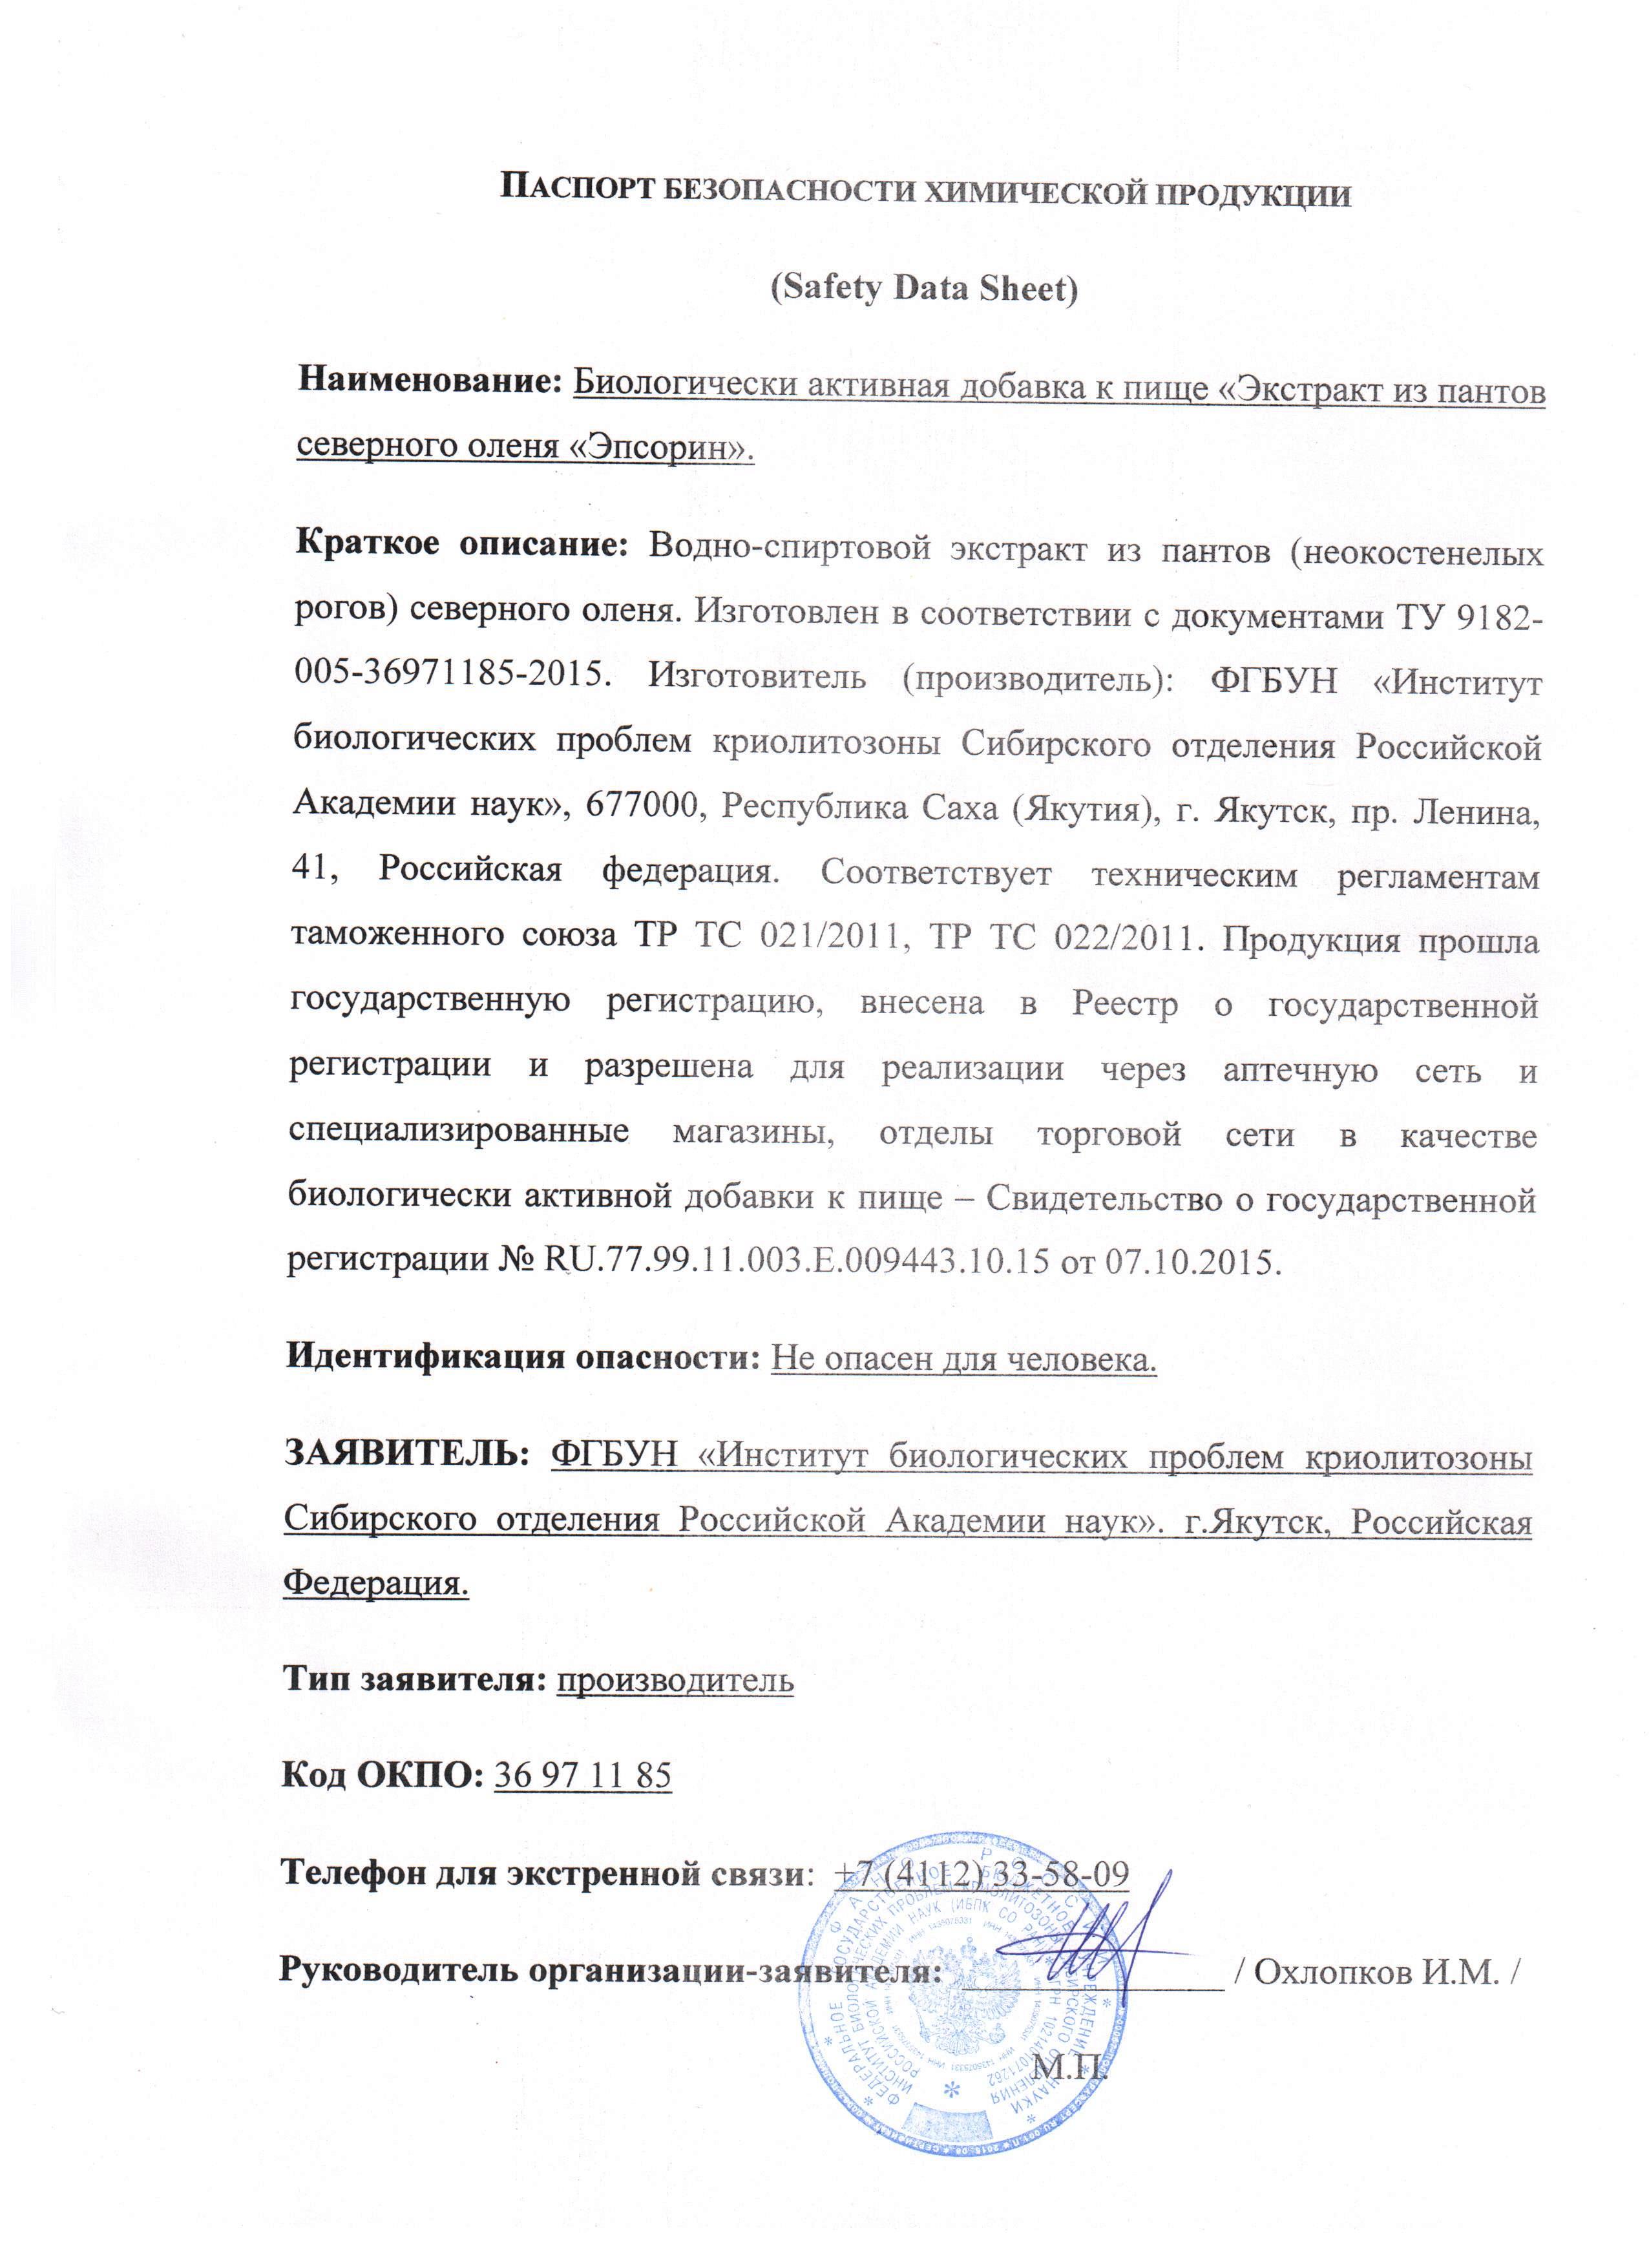 ПАСПОРТ БЕЗОПАСНОСТИ ХИМИЧЕСКОЙ ПРОДУКЦИИ
(Safety Data Sheet)
Наименование: Биологически активная добавка к пище «Экстракт из пантов
северного оленя «Эпсорин».
Краткое описание: Водно-спиртовой экстракт из пантов (неокостенелых
рогов) северного оленя. Изготовлен в соответствии с документами ТУ 9182-
005-36971185-2015. Изготовитель (производитель): ФГБУН «Институт
биологических проблем криолитозоны Сибирского отделения Российской
Академии наук», 677000, Республика Саха (Якутия), г. Якутск, пр. Ленина,
41, Российская федерация. Соответствует техническим регламентам
таможенного союза ТР ТС 021/2011, ТР ТС 022/2011. Продукция прошла
государственную регистрацию, внесена в Реестр о государственной
регистрации и разрешена для реализации через аптечную сеть и
специализированные магазины, отделы торговой сети в качестве
биологически активной добавки к пище – Свидетельство о государственной
регистрации № RU.77.99.11.003.Е.009443.10.15 от 07.10.2015.
Идентификация опасности: Не опасен для человека.
ЗАЯВИТЕЛЬ: ФГБУН «Институт биологических проблем криолитозоны
Сибирского отделения Российской Академии наук». г.Якутск, Российская
Федерация.
Тип заявителя: производитель
Код ОКПО: 36 97 11 85
Телефон для экстренной связи: +7 (4112) 33-58-09
Руководитель организации-заявителя: / Охлопков И.М. /
М.П.